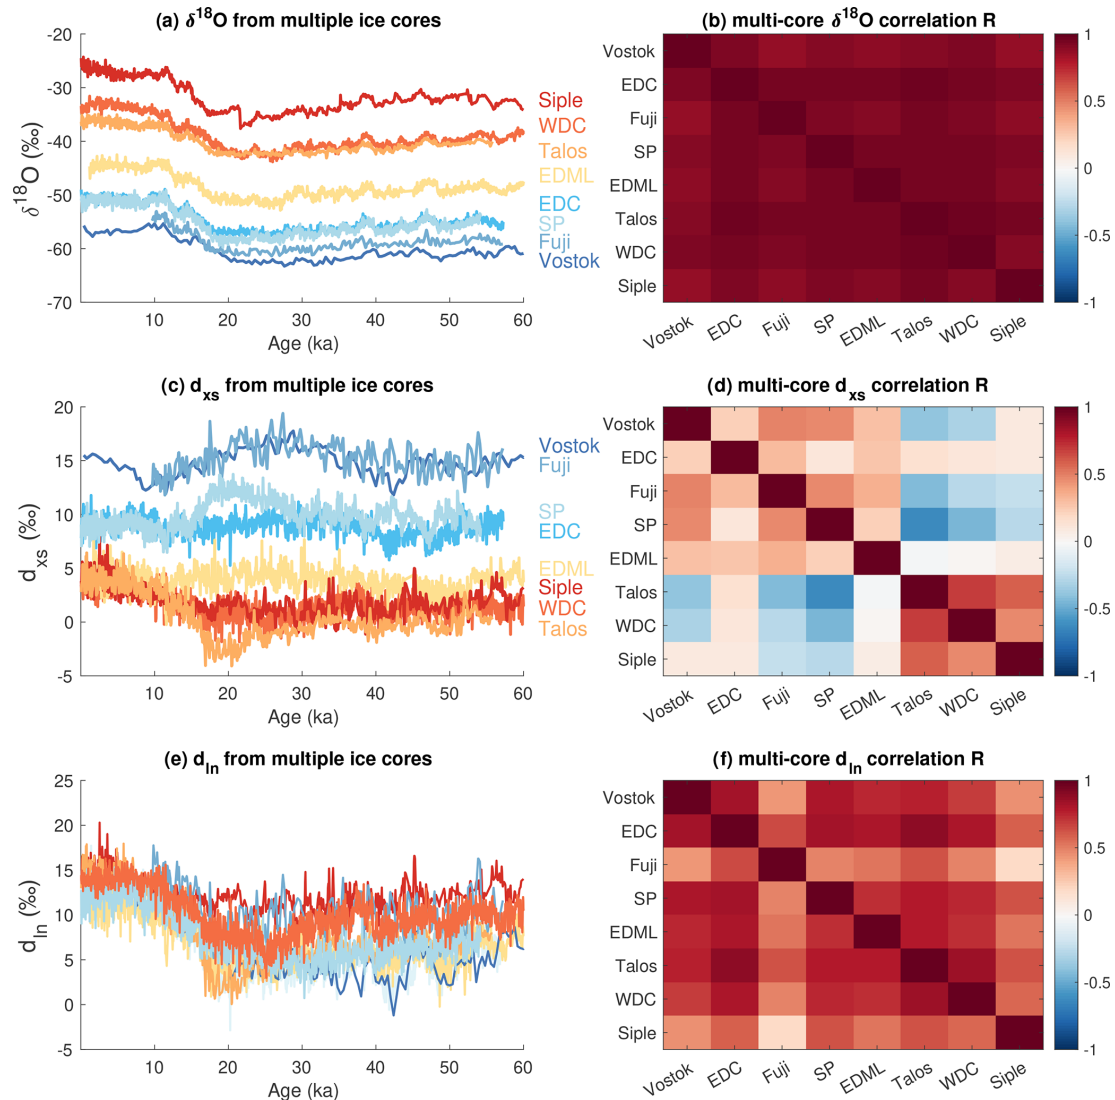 (a) δ18O from multiple ice cores
-20
-30
-40
-50
-60
-70
δ18O (‰)
10 20 30 40 50 60
Age (ka)
Siple
WDC
Talos
EDML
EDC
SP
Fuji
Vostok
(b) multi-core δ18O correlation R
Vostok
EDC
Fuji
SP
EDML
Talos
WDC
Siple
Vostok EDC Fuji SP EDML Talos WDC Siple
1
0.5
0
-0.5
-1
(c) dxs from multiple ice cores
20
15
10
5
0
-5
dxs (‰)
10 20 30 40 50 60
Age (ka)
Vostok
Fuji
SP
EDC
EDML
Siple
WDC
Talos
(d) multi-core dxs correlation R
Vostok
EDC
Fuji
SP
EDML
Talos
WDC
Siple
Vostok EDC Fuji SP EDML Talos WDC Siple
1
0.5
0
-0.5
-1
(e) dln from multiple ice cores
25
20
15
10
5
0
-5
dln (‰)
10 20 30 40 50 60
Age (ka)
(f) multi-core dln correlation R
Vostok
EDC
Fuji
SP
EDML
Talos
WDC
Siple
Vostok EDC Fuji SP EDML Talos WDC Siple
1
0.5
0
-0.5
-1